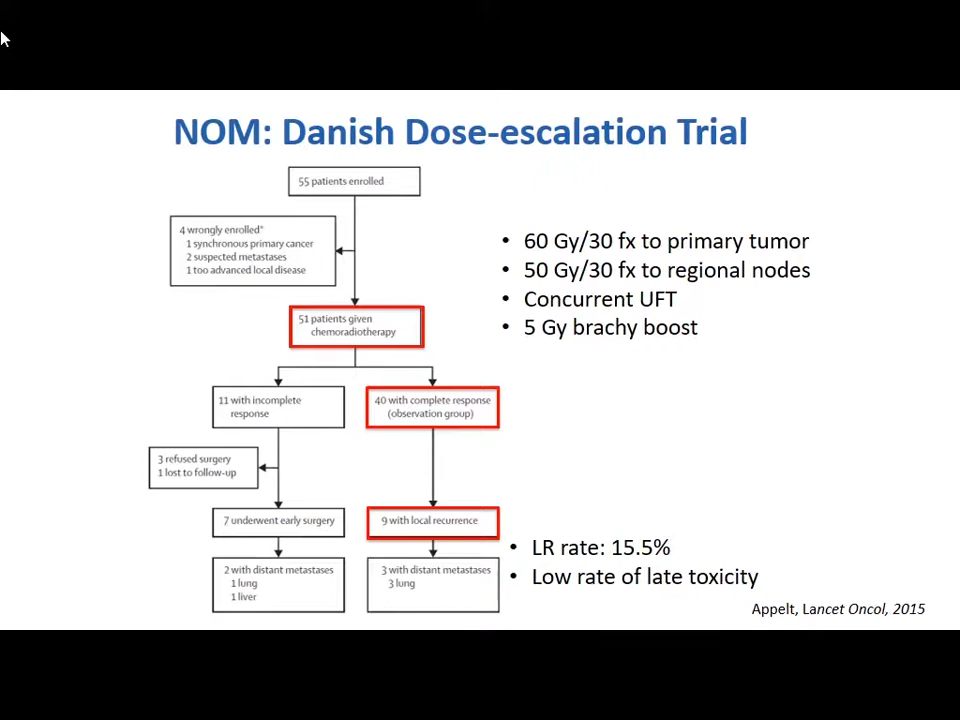 NOM: Danish Dose-escalation Trial
55 patients enrolled
4 wrongly enrolled*
1 synchronous primary cancer
2 suspected metastases
1 too advanced local disease
• 60 Gy/30 fx to primary tumor
• 50 Gy/30 fx to regional nodes
• Concurrent UFT
• 5 Gy brachy boost
51 patients given
chemoradiotherapy
11 with incomplete
response
40 with complete response
(observation group)
3 refused surgery
1 lost to follow-up
7 underwent early surgery
9 with local recurrence
2 with distant metastases
1 lung
1 liver
3 with distant metastases
3 lung
• LR rate: 15.5%
• Low rate of late toxicity
Appelt, Lancet Oncol, 2015